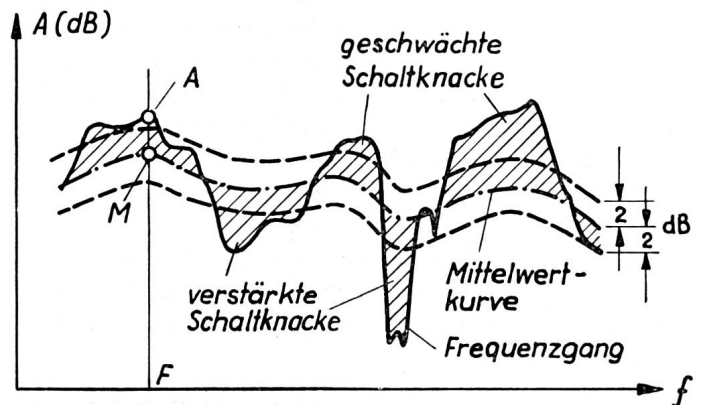 A (dB)
geschwächte
Schaltknacke
A
M
2
dB
2
verstärkte
Schaltknacke
Mittelwert-
kurve
Frequenzgang
F
f